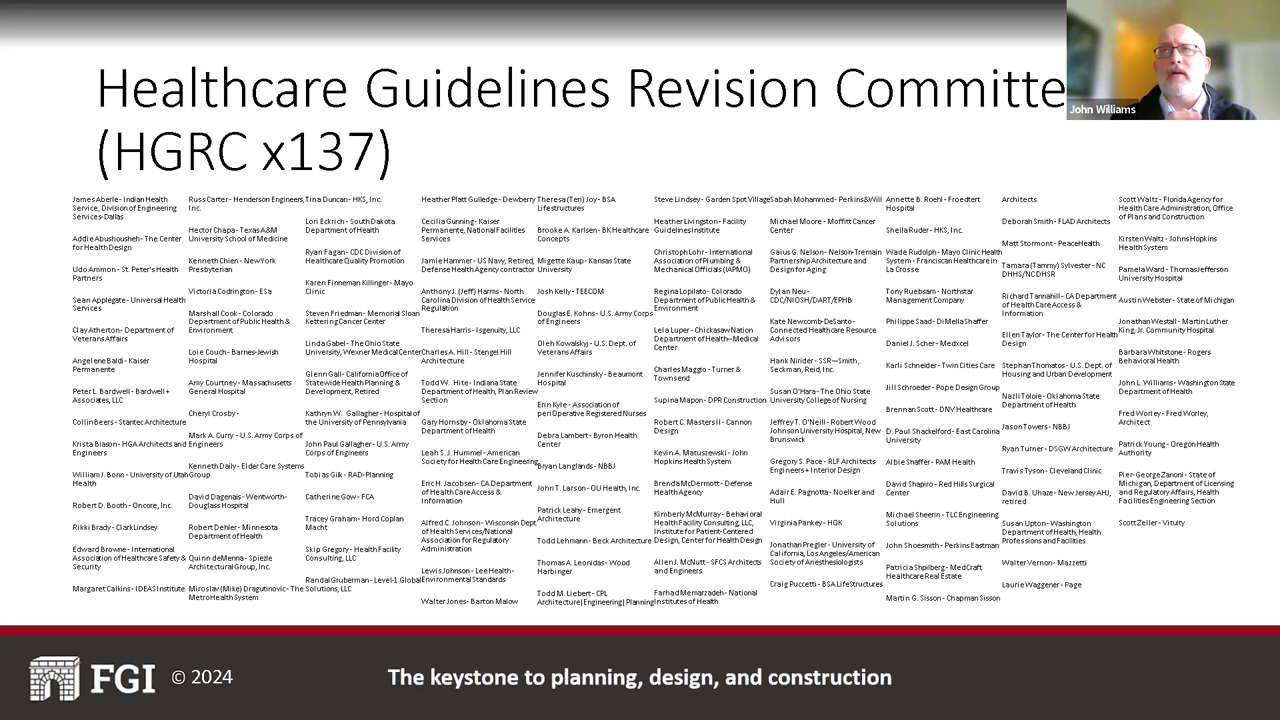 Healthcare Guidelines Revision Committe
(HGRC x137)
John Williams
James Aberle - Indian Health
Service, Division of Engineering
Services-Dallas
Addie Abushousheh - The Center
for Health Design
Udo Ammon - St. Peter's Health
Partners
Sean Applegate - Universal Health
Services
Clay Atherton - Department of
Veterans Affairs
Angelene Baldi - Kaiser
Permanente
Peter L. Bardwell - Bardwell +
Associates, LLC
Collin Beers - Stantec Architecture
Krista Biason - HGA Architects and
Engineers
William J. Bonn - University of Utah
Health
Robert D. Booth - Oncore, Inc.
Rikki Brady - ClarkLindsey
Edward Browne - International
Association of Healthcare Safety &
Security
Margaret Calkins - IDEAS Institute
Russ Carter - Henderson Engineers,
Inc.
Hector Chapa - Texas A&M
University School of Medicine
Kenneth Chien - New York
Presbyterian
Victoria Codrington - ESa
Marshall Cook - Colorado
Department of Public Health &
Environment
Loie Couch - Barnes-Jewish
Hospital
Amy Courtney - Massachusetts
General Hospital
Cheryl Crosby -
Mark A. Curry - U.S. Army Corps of
Engineers
Kenneth Daily - Elder Care Systems
Group
David Dagenais - Wentworth-
Douglass Hospital
Robert Dehler - Minnesota
Department of Health
Quinn deMenna - Spiezle
Architectural Group, Inc.
Miroslav (Mike) Dragutinovic - The
MetroHealth System
Tina Duncan - HKS, Inc.
Lori Eckrich - South Dakota
Department of Health
Ryan Fagan - CDC Division of
Healthcare Quality Promotion
Karen Finneman Killinger - Mayo
Clinic
Steven Friedman - Memorial Sloan
Kettering Cancer Center
Linda Gabel - The Ohio State
University, Wexner Medical Center
Glenn Gall - California Office of
Statewide Health Planning &
Development, Retired
Kathryn W. Gallagher - Hospital of
the University of Pennsylvania
John Paul Gallagher - U.S. Army
Corps of Engineers
Tobias Gilk - RAD-Planning
Catherine Gow - FCA
Tracey Graham - Hord Coplan
Macht
Skip Gregory - Health Facility
Consulting, LLC
Randal Gruberman - Level-1 Global
Solutions, LLC
Heather Platt Gulledge - Dewberry
Cecilia Gunning - Kaiser
Permanente, National Facilities
Services
Jamie Hammer - US Navy, Retired,
Defense Health Agency contractor
Anthony J. (Jeff) Harms - North
Carolina Division of Health Service
Regulation
Theresa Harris - Isgenuity, LLC
Charles A. Hill - Stengel Hill
Architecture
Todd W. Hite - Indiana State
Department of Health, Plan Review
Section
Gary Hornsby - Oklahoma State
Department of Health
Leah S. J. Hummel - American
Society for Health Care Engineering
Eric H. Jacobsen - CA Department
of Health Care Access &
Information
Alfred C. Johnson - Wisconsin Dept
of Health Services/National
Association for Regulatory
Administration
Lewis Johnson - Lee Health -
Environmental Standards
Walter Jones - Barton Malow
Theresa (Teri) Joy - BSA
Lifestructures
Brooke A. Karlsen - BK Healthcare
Concepts
Migette Kaup - Kansas State
University
Josh Kelly - TEECOM
Douglas E. Kohns - U.S. Army Corps
of Engineers
Oleh Kowalskyj - U.S. Dept. of
Veterans Affairs
Jennifer Kuschinsky - Beaumont
Hospital
Erin Kyle - Association of
periOperative Registered Nurses
Debra Lambert - Byron Health
Center
Bryan Langlands - NBBJ
John T. Larson - OU Health, Inc.
Patrick Leahy - Emergent
Architecture
Todd Lehmann - Beck Architecture
Thomas A. Leonidas - Wood
Harbinger
Todd M. Liebert - CPL
Architecture|Engineering|Planning
Steve Lindsey - Garden Spot Village
Heather Livingston - Facility
Guidelines Institute
Christoph Lohr - International
Association of Plumbing &
Mechanical Officials (IAPMO)
Regina Lopilato - Colorado
Department of Public Health &
Environment
Lela Luper - Chickasaw Nation
Department of Health--Medical
Center
Charles Maggio - Turner &
Townsend
Supina Mapon - DPR Construction
Robert C. Masters II - Cannon
Design
Kevin A. Matuszewski - John
Hopkins Health System
Brenda McDermott - Defense
Health Agency
Kimberly McMurray - Behavioral
Health Facility Consulting, LLC,
Institute for Patient-Centered
Design, Center for Health Design
Allen J. McNutt - SFCS Architects
and Engineers
Farhad Memarzadeh - National
Institutes of Health
Sabah Mohammed - Perkins&Will
Michael Moore - Moffitt Cancer
Center
Gaius G. Nelson - Nelson-Tremain
Partnership Architecture and
Design for Aging
Dylan Neu -
CDC/NIOSH/DART/EPHB
Kate Newcomb-DeSanto -
Connected Healthcare Resource
Advisors
Hank Nirider - SSR—Smith,
Seckman, Reid, Inc.
Susan O'Hara - The Ohio State
University College of Nursing
Jeffrey T. O'Neill - Robert Wood
Johnson University Hospital, New
Brunswick
Gregory S. Pace - RLF Architects
Engineers + Interior Design
Adair E. Pagnotta - Noelker and
Hull
Virginia Pankey - HOK
Jonathan Pregler - University of
California, Los Angeles/American
Society of Anesthesiologists
Craig Puccetti - BSA LifeStructures
Annette B. Roehl - Froedtert
Hospital
Sheila Ruder - HKS, Inc.
Wade Rudolph - Mayo Clinic Health
System - Franciscan Healthcare in
La Crosse
Tony Ruebsam - Northstar
Management Company
Philippe Saad - DiMella Shaffer
Daniel J. Scher - Medxcel
Karli Schneider - Twin Cities Care
Jill Schroeder - Pope Design Group
Brennan Scott - DNV Healthcare
D. Paul Shackelford - East Carolina
University
Albie Shaffer - PAM Health
David Shapiro - Red Hills Surgical
Center
Michael Sheerin - TLC Engineering
Solutions
John Shoesmith - Perkins Eastman
Patricia Shpilberg - MedCraft
Healthcare Real Estate
Martin G. Sisson - Chapman Sisson
Architects
Deborah Smith - FLAD Architects
Matt Stormont - PeaceHealth
Tamara (Tammy) Sylvester - NC
DHHS/NC DHSR
Richard Tannahill - CA Department
of Health Care Access &
Information
Ellen Taylor - The Center for Health
Design
Stephan Thomatos - U.S. Dept. of
Housing and Urban Development
Nazli Toloie - Oklahoma State
Department of Health
Jason Towers - NBBJ
Ryan Turner - DSGW Architecture
Travis Tyson - Cleveland Clinic
David B. Uhaze - New Jersey AHJ,
retired
Susan Upton - Washington
Department of Health, Health
Professions and Facilities
Walter Vernon - Mazzetti
Laurie Waggener - Page
Scott Waltz - Florida Agency for
Health Care Administration, Office
of Plans and Construction
Kirsten Waltz - Johns Hopkins
Health System
Pamela Ward - Thomas Jefferson
University Hospital
Austin Webster - State of Michigan
Jonathan Westall - Martin Luther
King, Jr. Community Hospital
Barbara Whitstone - Rogers
Behavioral Health
John L. Williams - Washington State
Department of Health
Fred Worley - Fred Worley,
Architect
Patrick Young - Oregon Health
Authority
Pier-George Zanoni - State of
Michigan, Department of Licensing
and Regulatory Affairs, Health
Facilities Engineering Section
Scott Zeller - Vituity
FGI
© 2024
The keystone to planning, design, and construction